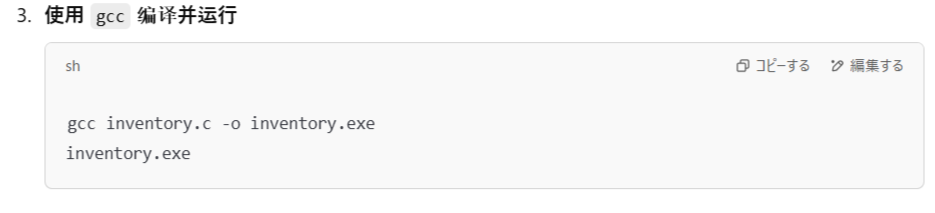 3. 使用 gcc 编译并运行
sh
コピーする 編集する
gcc inventory.c -o inventory.exe
inventory.exe